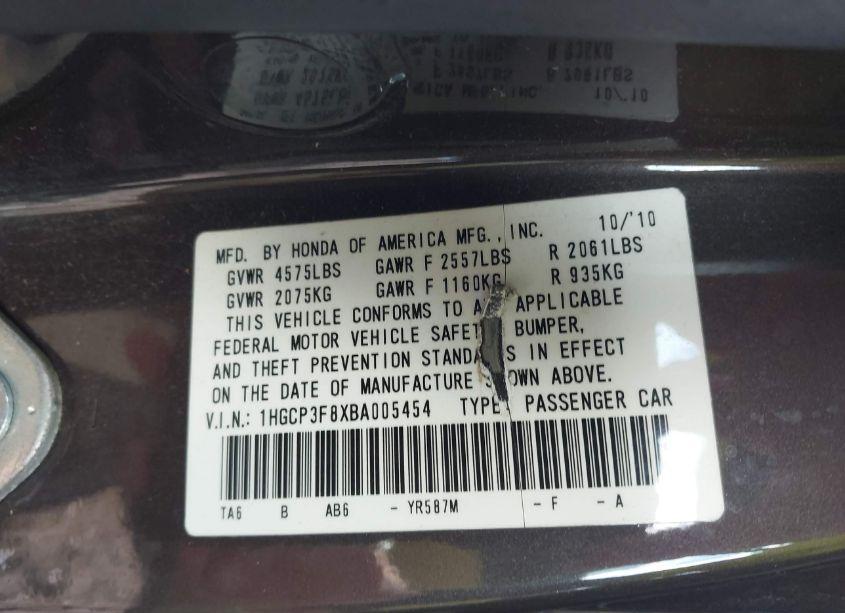 MFD. BY HONDA OF AMERICA MFG., INC. 10/'10
GVWR 4575LBS GAWR F 2557LBS R 2061LBS
GVWR 2075KG GAWR F 1160KG R 935KG
THIS VEHICLE CONFORMS TO APPLICABLE
FEDERAL MOTOR VEHICLE SAFETY BUMPER,
AND THEFT PREVENTION STANDA S IN EFFECT
ON THE DATE OF MANUFACTURE OWN ABOVE.
V.I.N.: 1HGCP3F8XBA005454 TYPE: PASSENGER CAR
TA6 B AB6 - YR587M - F - A